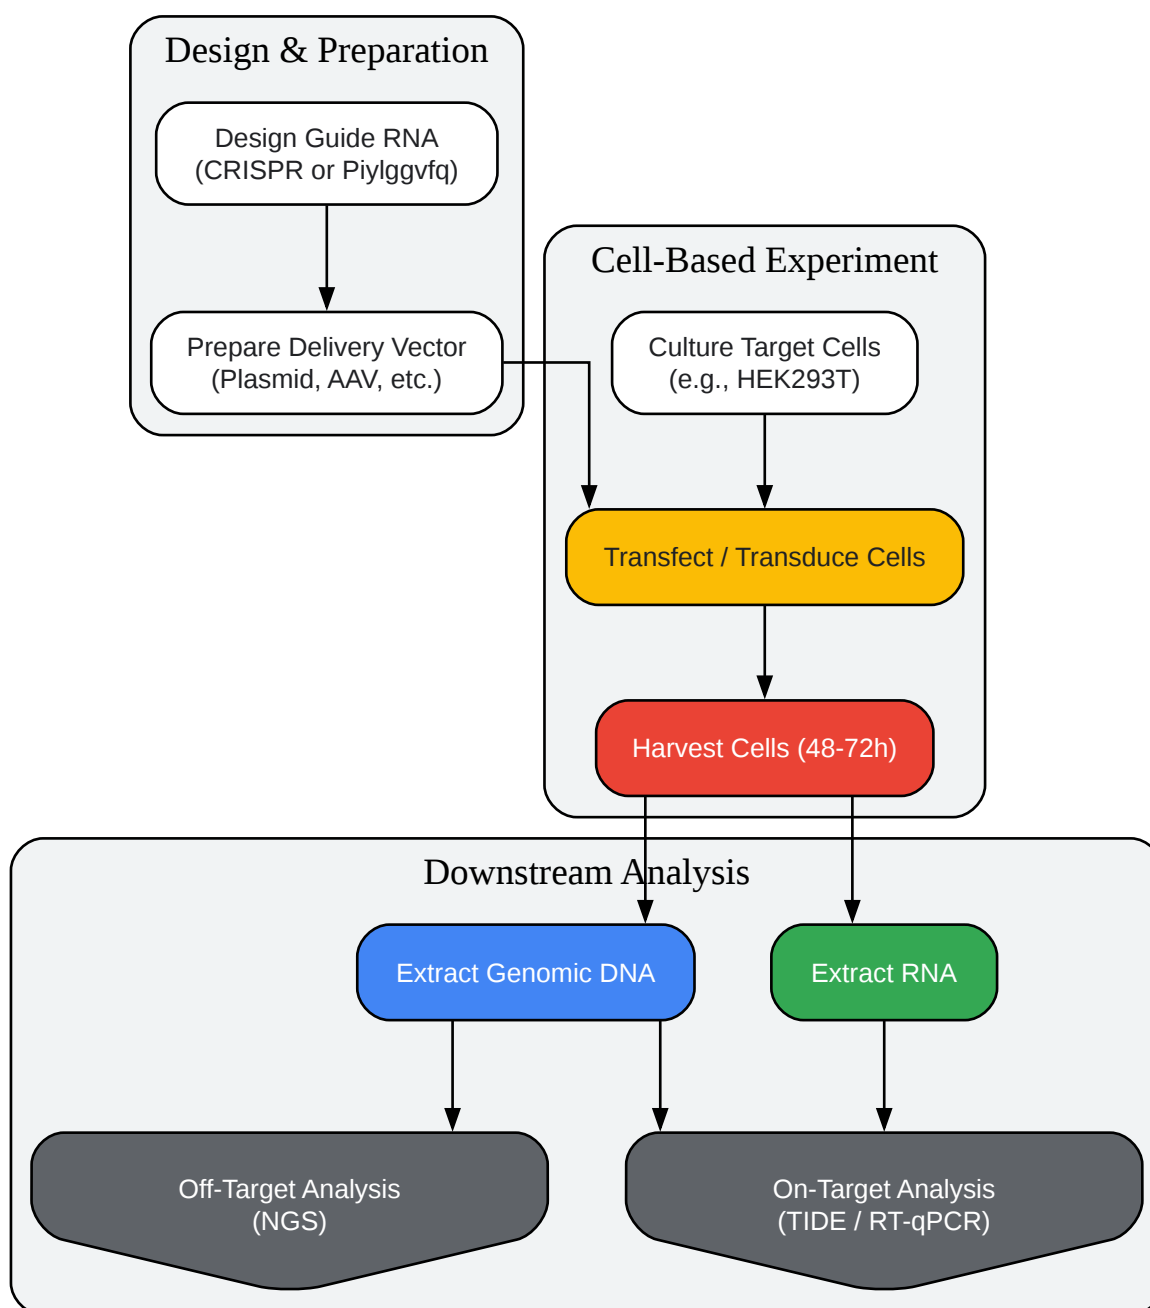 Design & Preparation
Design Guide RNA
(CRISPR or Piylggvfq)
Prepare Delivery Vector
(Plasmid, AAV, etc.)
Cell-Based Experiment
Culture Target Cells
(e.g., HEK293T)
Transfect / Transduce Cells
Harvest Cells (48-72h)
Downstream Analysis
Extract Genomic DNA
Extract RNA
Off-Target Analysis
(NGS)
On-Target Analysis
(TIDE / RT-qPCR)